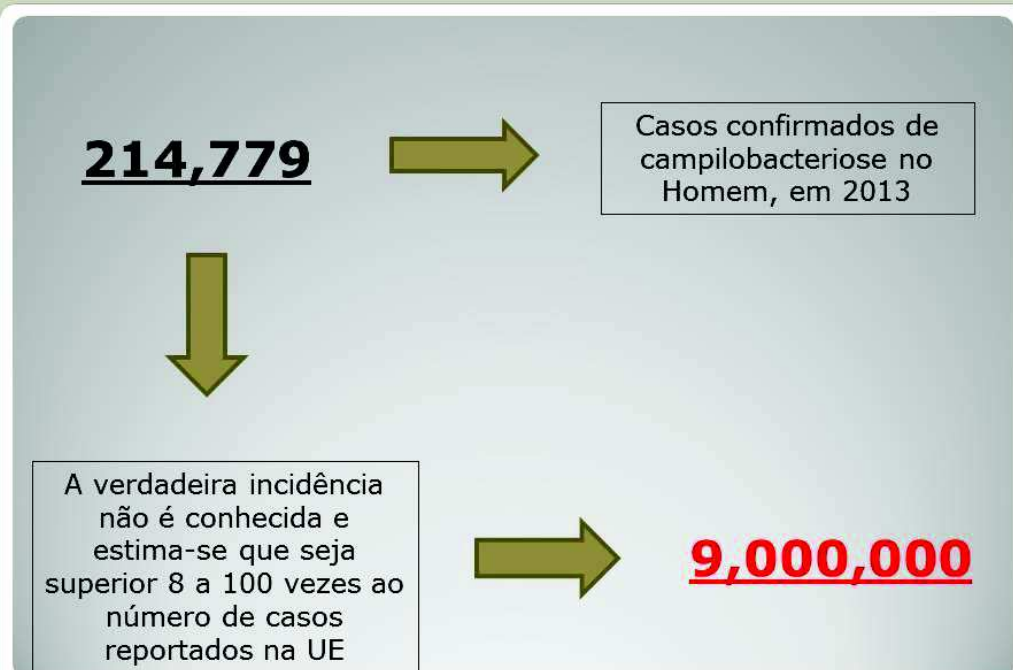 214,779
Casos confirmados de
campilobacteriose no
Homem, em 2013
A verdadeira incidência
não é conhecida e
estima-se que seja
superior 8 a 100 vezes ao
número de casos
reportados na UE
9,000,000